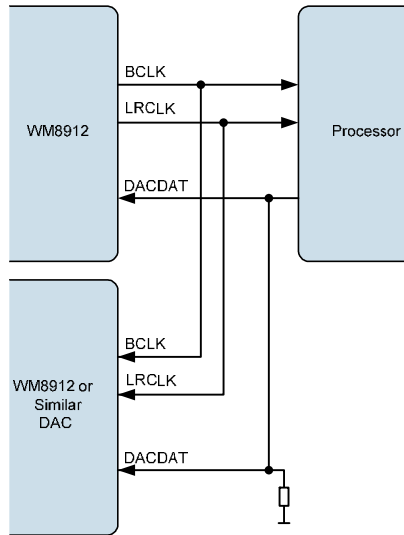 BCLK
LRCLK
WM8912
Processor
DACDAT
BCLK
WM8912 or
Similar
DAC
LRCLK
DACDAT